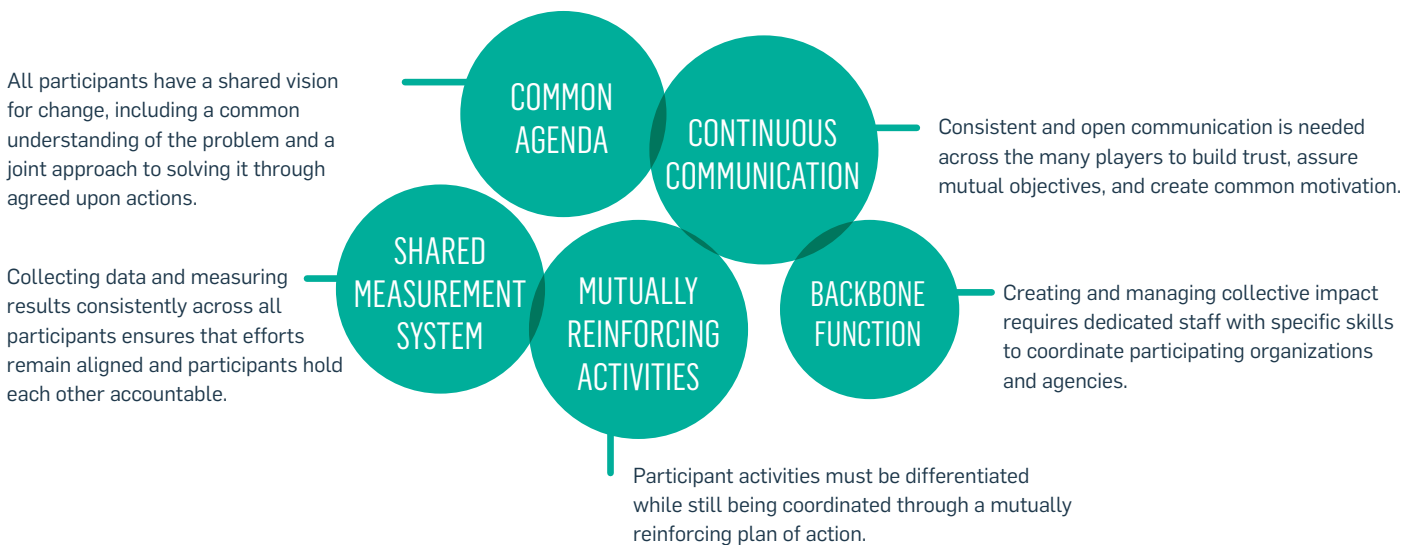 All participants have a shared vision
for change, including a common
understanding of the problem and a
joint approach to solving it through
agreed upon actions.
COMMON
AGENDA
CONTINUOUS
COMMUNICATION
Consistent and open communication is needed
across the many players to build trust, assure
mutual objectives, and create common motivation.
Collecting data and measuring
results consistently across all
participants ensures that efforts
remain aligned and participants hold
each other accountable.
SHARED
MEASUREMENT
SYSTEM
MUTUALLY
REINFORCING
ACTIVITIES
BACKBONE
FUNCTION
Creating and managing collective impact
requires dedicated staff with specific skills
to coordinate participating organizations
and agencies.
Participant activities must be differentiated
while still being coordinated through a mutually
reinforcing plan of action.